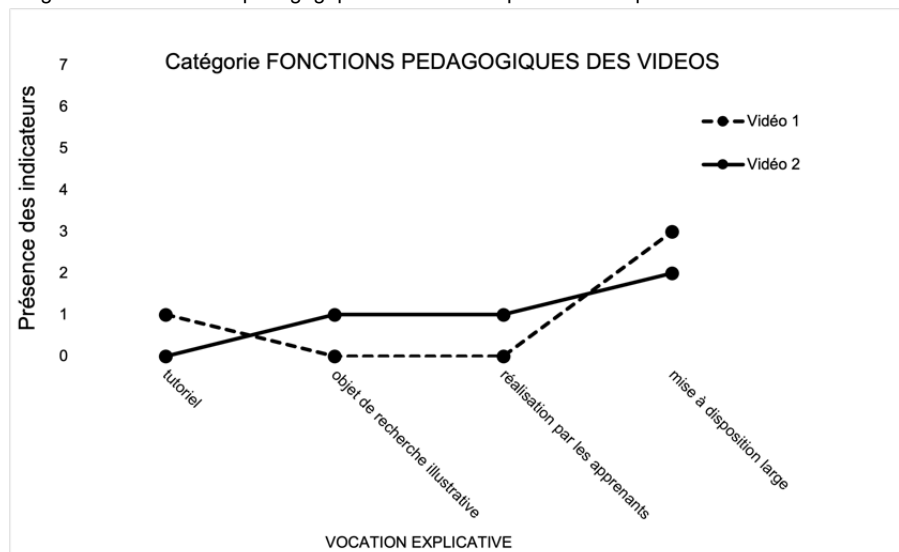 Catégorie FONCTIONS PEDAGOGIQUES DES VIDEOS
Présence des indicateurs
7
6
5
4
3
2
1
0
Vidéo 1
Vidéo 2
tutoriel
objet de recherche illustrative
réalisation par les apprenants
mise à disposition large
VOCATION EXPLICATIVE